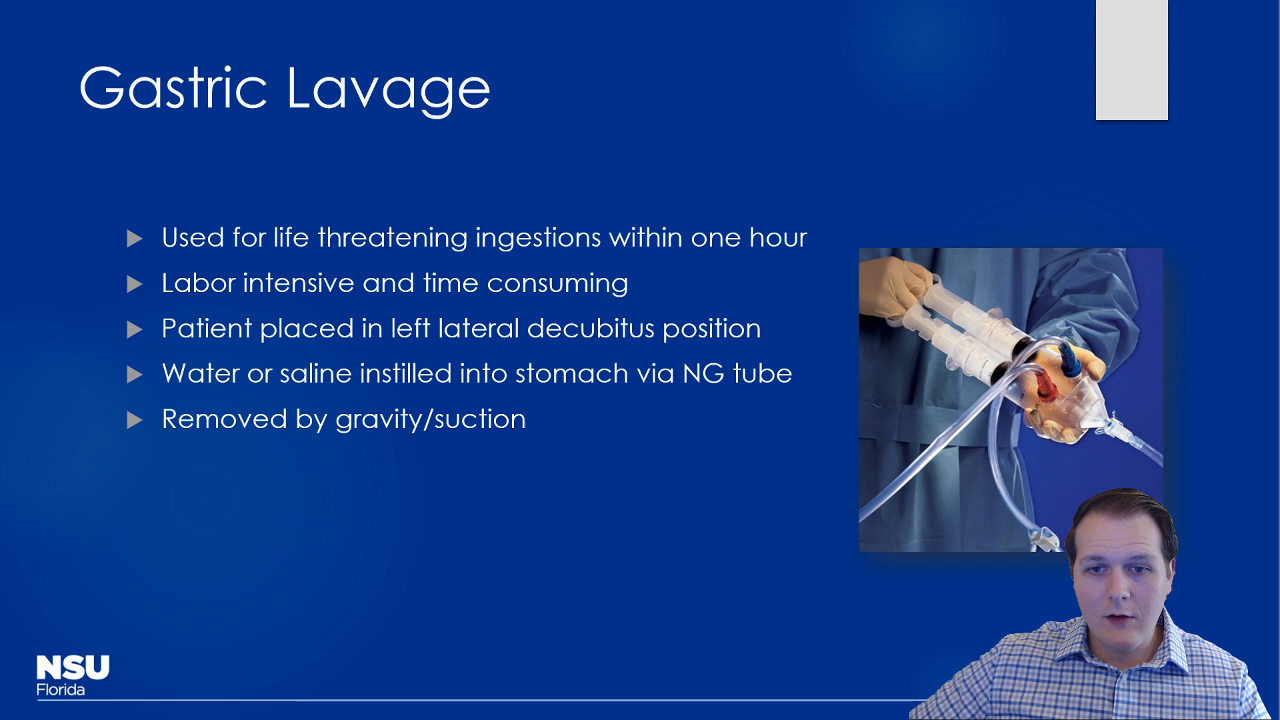 Gastric Lavage
Used for life threatening ingestions within one hour
Labor intensive and time consuming
Patient placed in left lateral decubitus position
Water or saline instilled into stomach via NG tube
Removed by gravity/suction
NSU
Florida